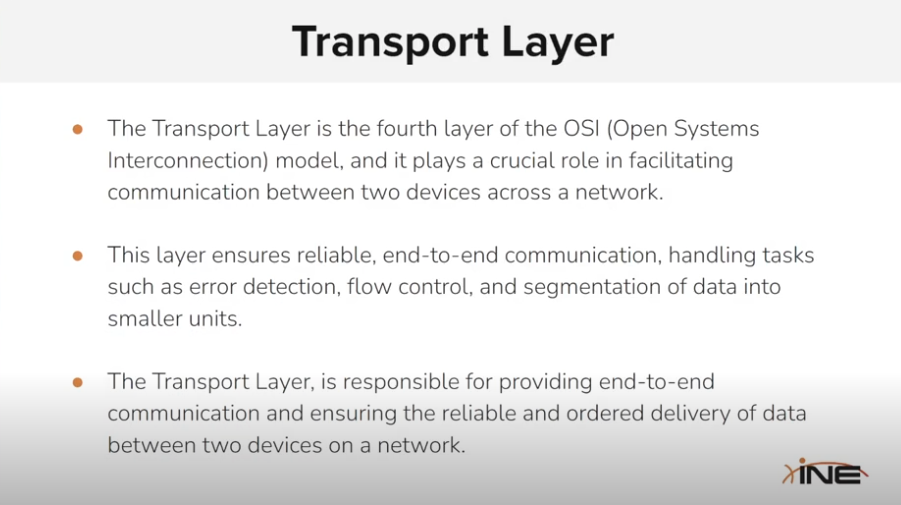 Transport Layer
The Transport Layer is the fourth layer of the OSI (Open Systems
Interconnection) model, and it plays a crucial role in facilitating
communication between two devices across a network.
This layer ensures reliable, end-to-end communication, handling tasks
such as error detection, flow control, and segmentation of data into
smaller units.
The Transport Layer, is responsible for providing end-to-end
communication and ensuring the reliable and ordered delivery of data
between two devices on a network.
INE